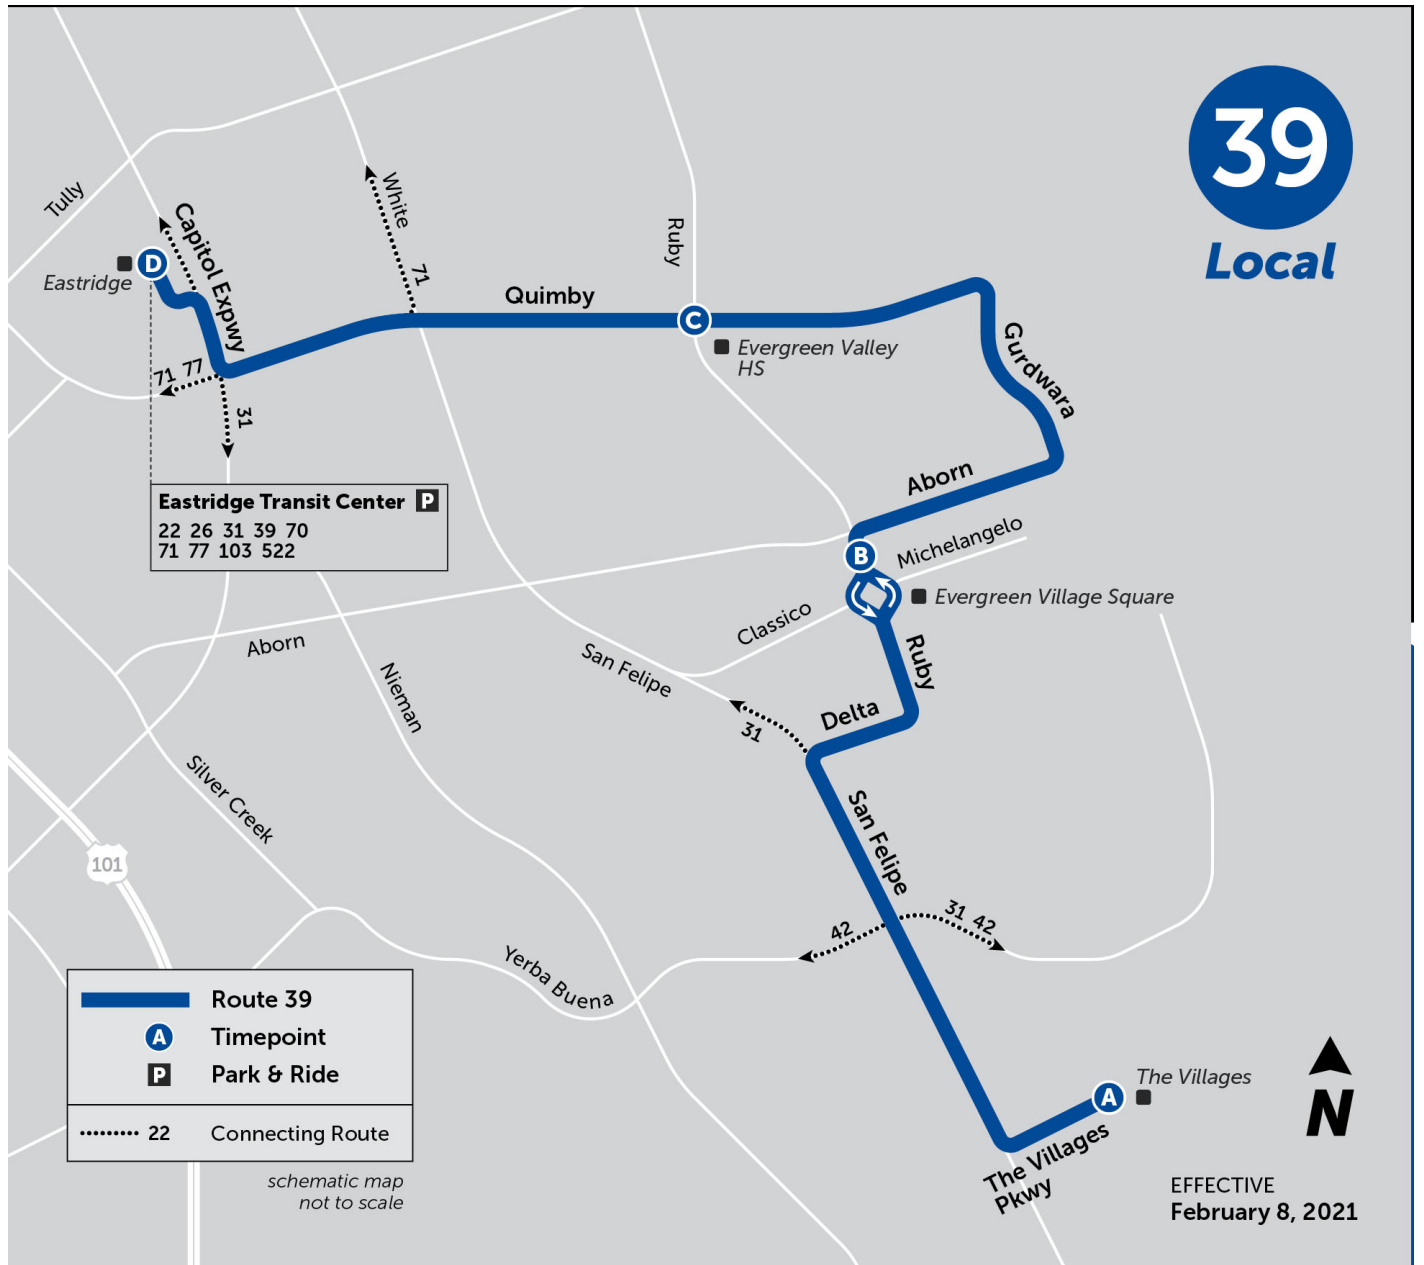 39
Local
Tully
Capitol Expwy
White
71
Ruby
D
Eastridge
Quimby
C
Evergreen Valley
HS
Gurdwara
71 77
31
Eastridge Transit Center P
22 26 31 39 70
71 77 103 522
Aborn
Michelangelo
B
Evergreen Village Square
Classico
Ruby
Aborn
San Felipe
Nieman
31
Delta
Silver Creek
San Felipe
101
42
31 42
Yerba Buena
Route 39
A Timepoint
P Park & Ride
22 Connecting Route
schematic map
not to scale
The Villages
A
The Villages
Pkwy
N
EFFECTIVE
February 8, 2021